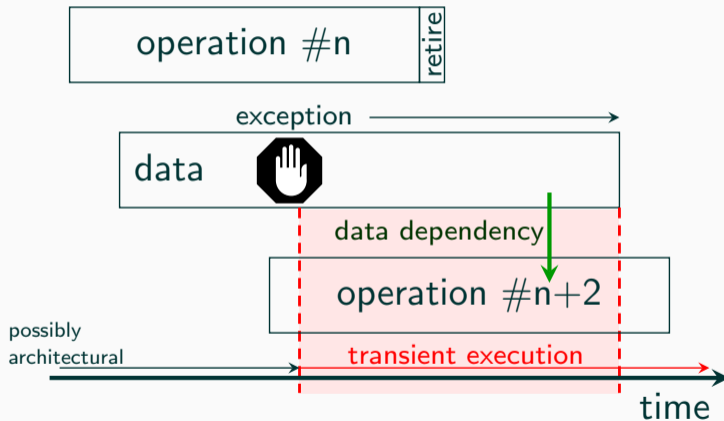 operation #n
retire
exception
data
data dependency
operation #n+2
possibly
architectural
transient execution
time